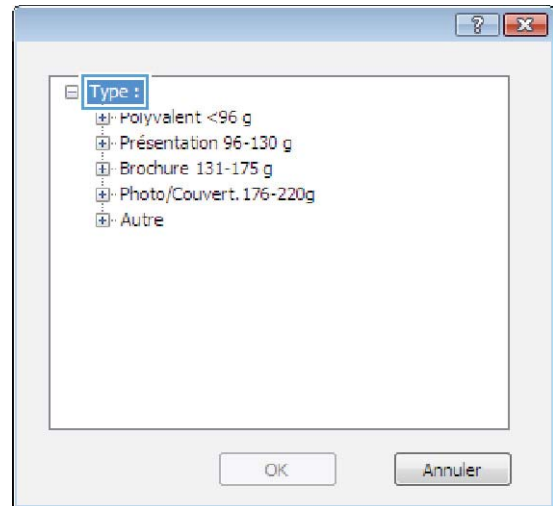 Type :
Polyvalent <96 g
Présentation 96-130 g
Brochure 131-175 g
Photo/Couvert. 176-220g
Autre
OK
Annuler